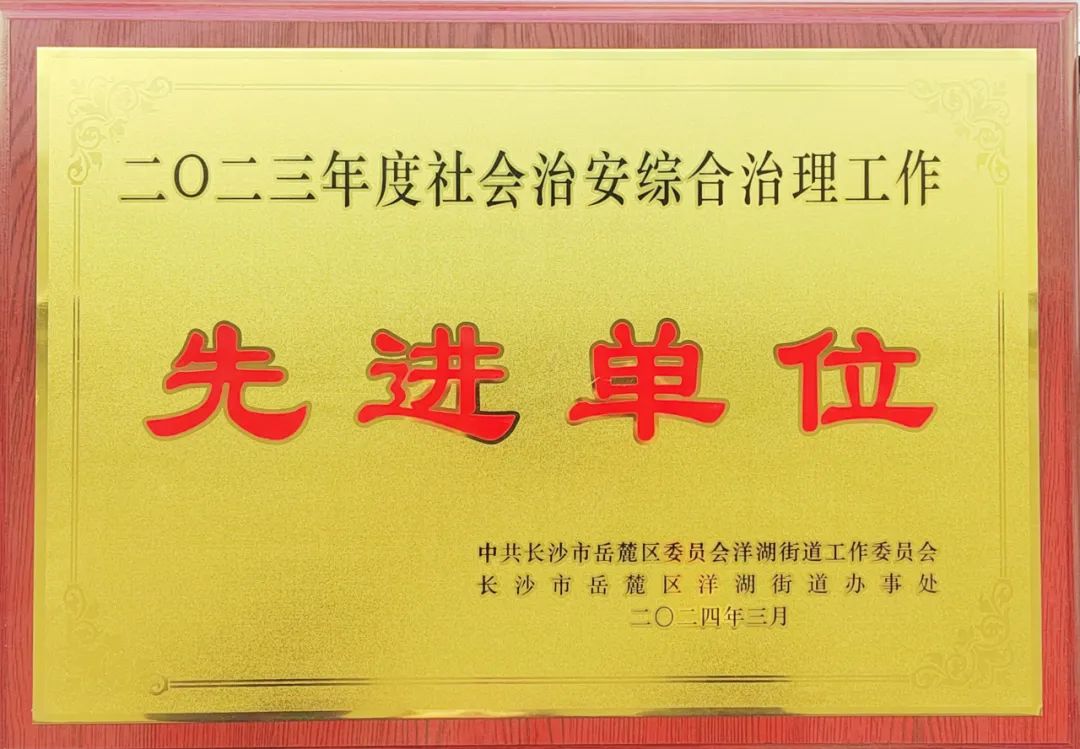 二〇二三年度社会治安综合治理工作
先进单位
中共长沙市岳麓区委员会洋湖街道工作委员会
长沙市岳麓区洋湖街道办事处
二〇二四年三月